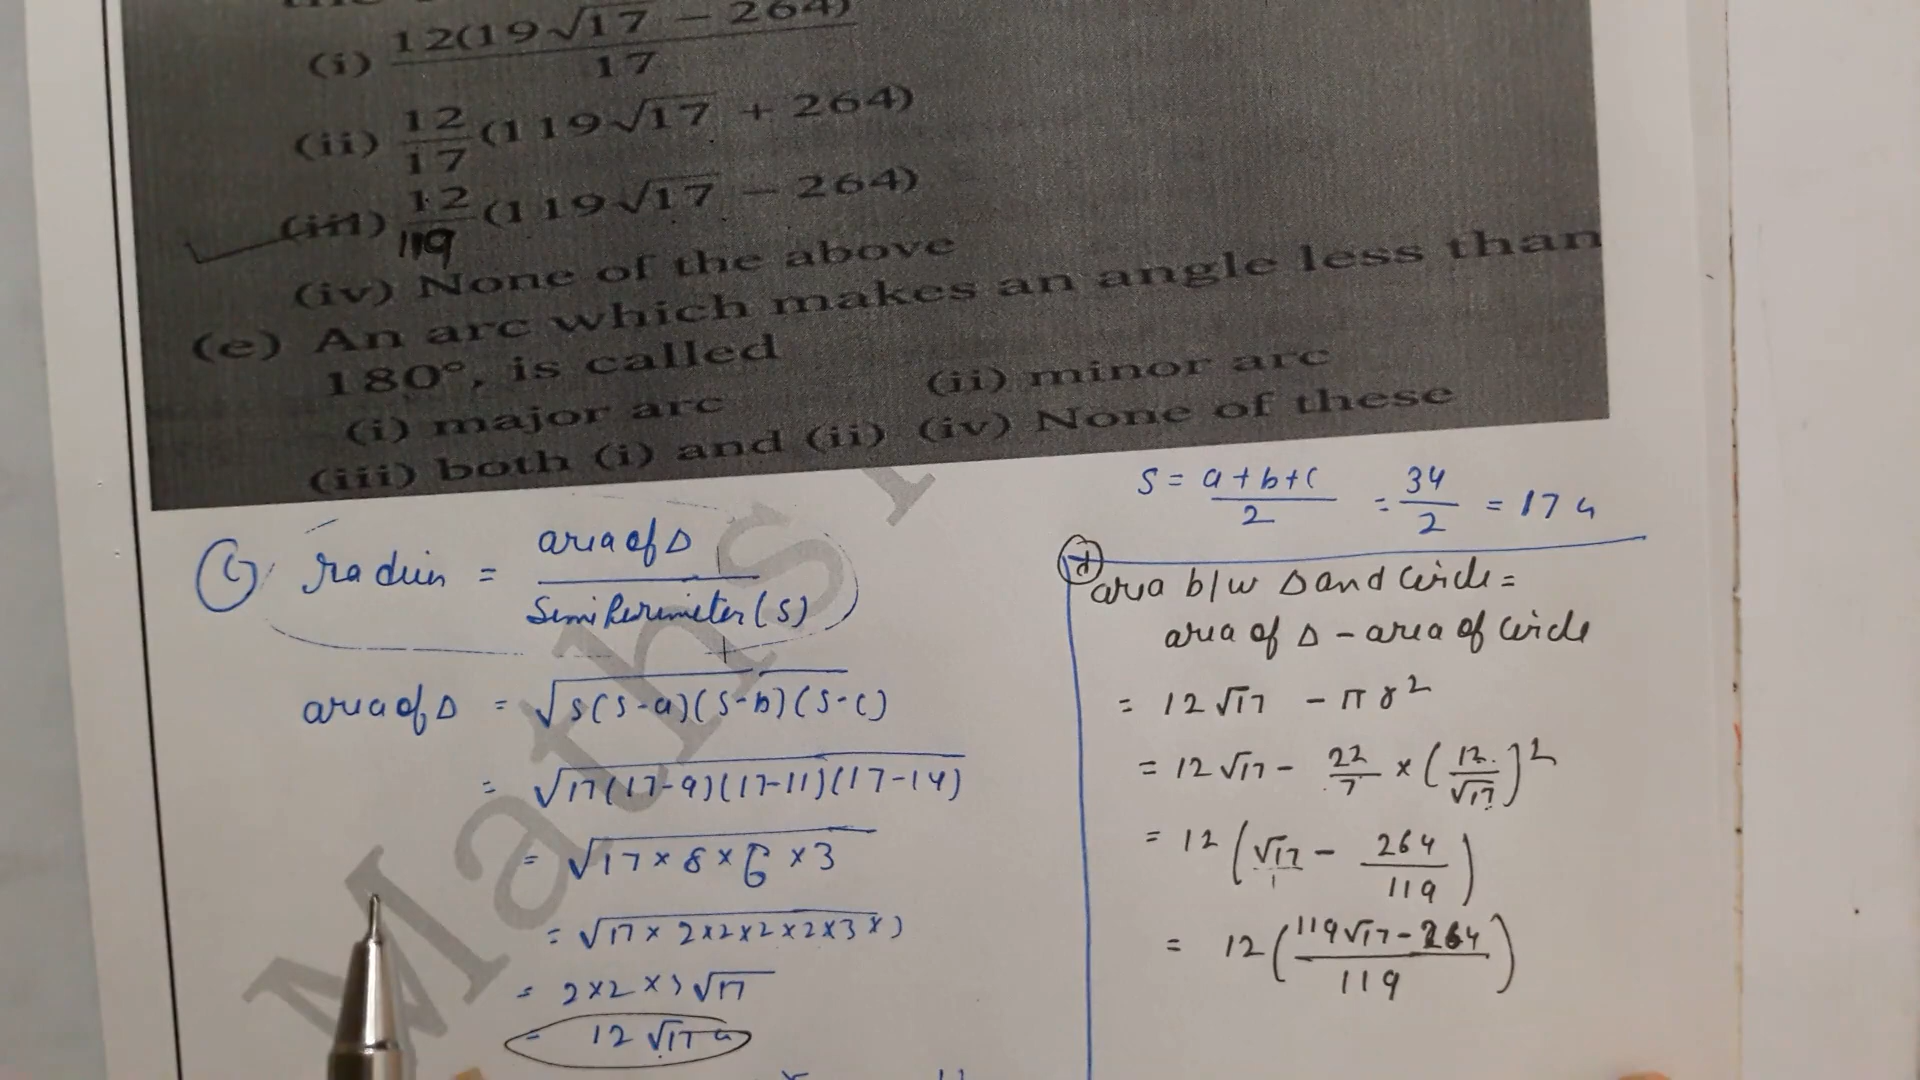 (i) 12(19√17 − 264) / 17
(ii) 12/17 (119√17 + 264)
(iii) 12/119 (119√17 − 264)
(iv) None of the above
(e) An arc which makes an angle less than
180°, is called
(i) major arc (ii) minor arc
(iii) both (i) and (ii) (iv) None of these
S = a+b+c / 2 = 34/2 = 17 cm
radius = area of Δ / Semi Perimeter (S)
area of Δ = √S(S-a)(S-b)(S-c)
= √17(17-9)(17-11)(17-14)
= √17 × 8 × 6 × 3
= √17 × 2×2×2×2×3×3
= 2×2×3√17
= 12√17
(d) area b/w Δ and circle =
area of Δ − area of circle
= 12√17 − πr²
= 12√17 − 22/7 × (12/√17)²
= 12 (√17 − 264/119)
= 12 (119√17 − 264 / 119)
Maths